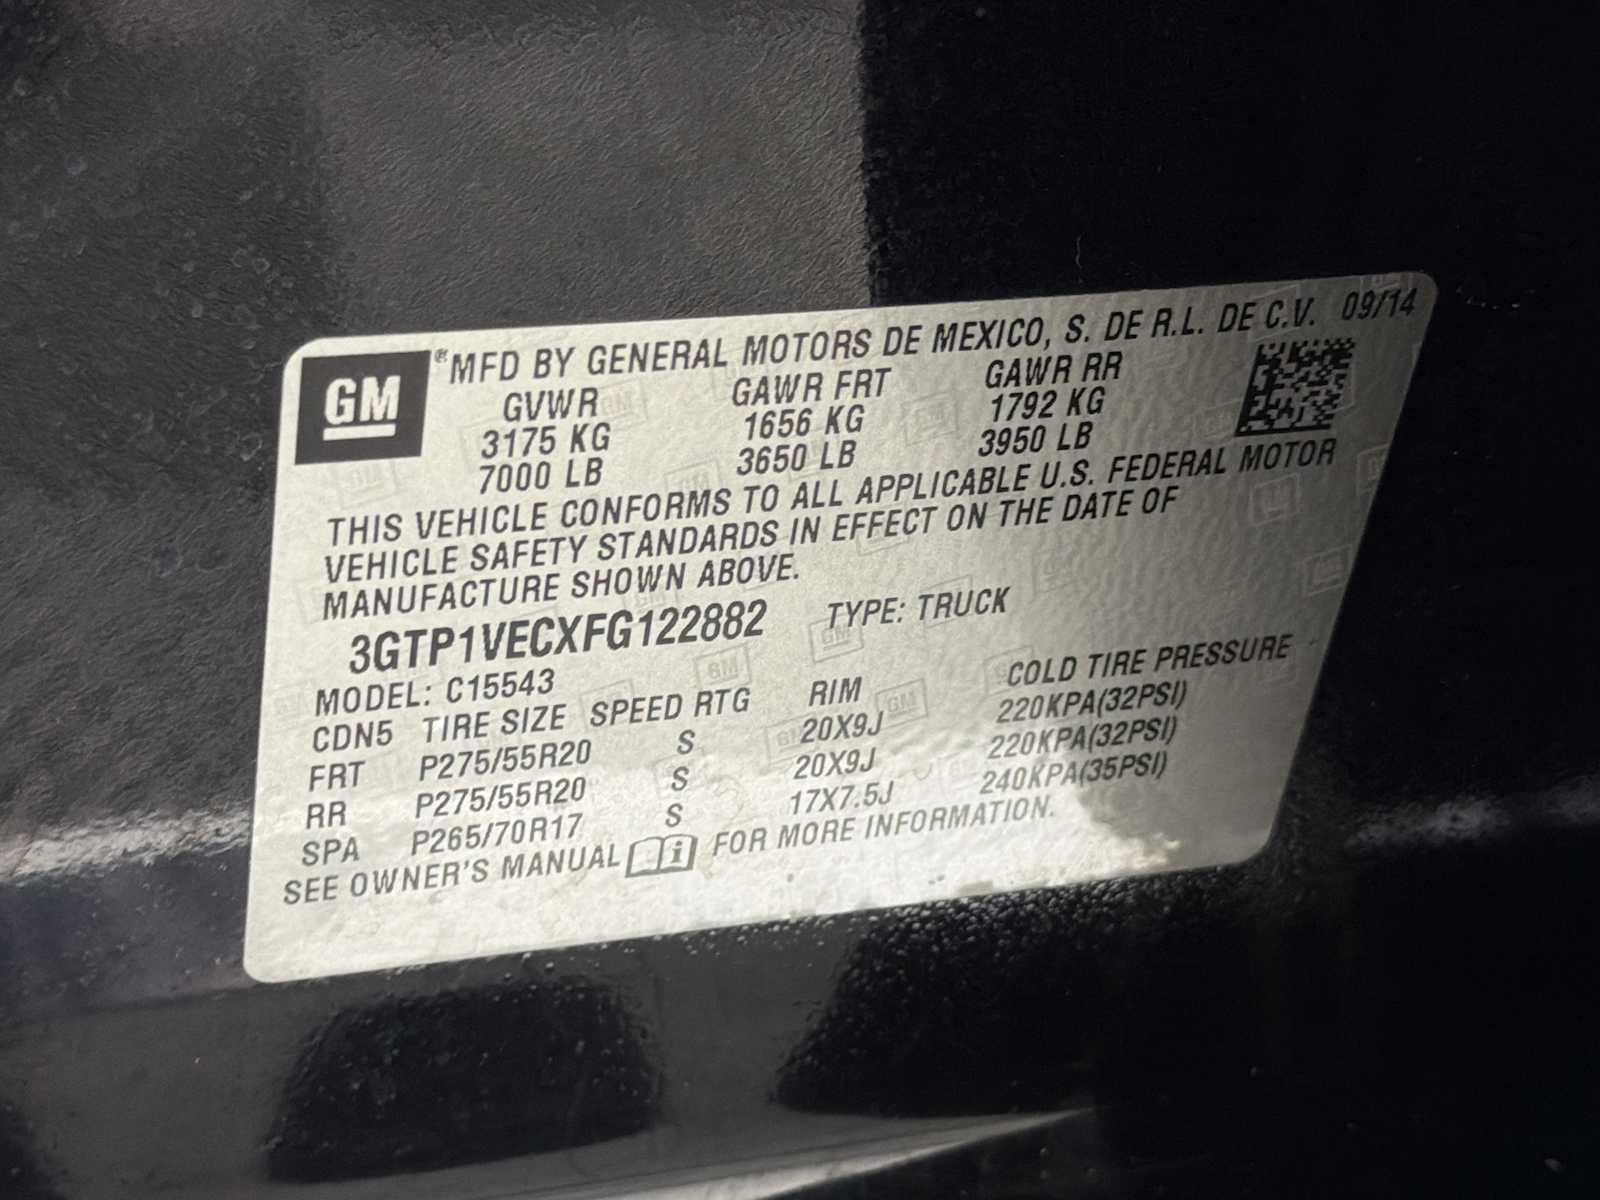 GM ® MFD BY GENERAL MOTORS DE MEXICO, S. DE R.L. DE C.V. 09/14
GVWR GAWR FRT GAWR RR
3175 KG 1656 KG 1792 KG
7000 LB 3650 LB 3950 LB
THIS VEHICLE CONFORMS TO ALL APPLICABLE U.S. FEDERAL MOTOR
VEHICLE SAFETY STANDARDS IN EFFECT ON THE DATE OF
MANUFACTURE SHOWN ABOVE.
3GTP1VECXFG122882 TYPE: TRUCK
MODEL: C15543
CDN5 TIRE SIZE SPEED RTG RIM COLD TIRE PRESSURE
FRT P275/55R20 S 20X9J 220KPA(32PSI)
RR P275/55R20 S 20X9J 220KPA(32PSI)
SPA P265/70R17 S 17X7.5J 240KPA(35PSI)
SEE OWNER'S MANUAL i FOR MORE INFORMATION.